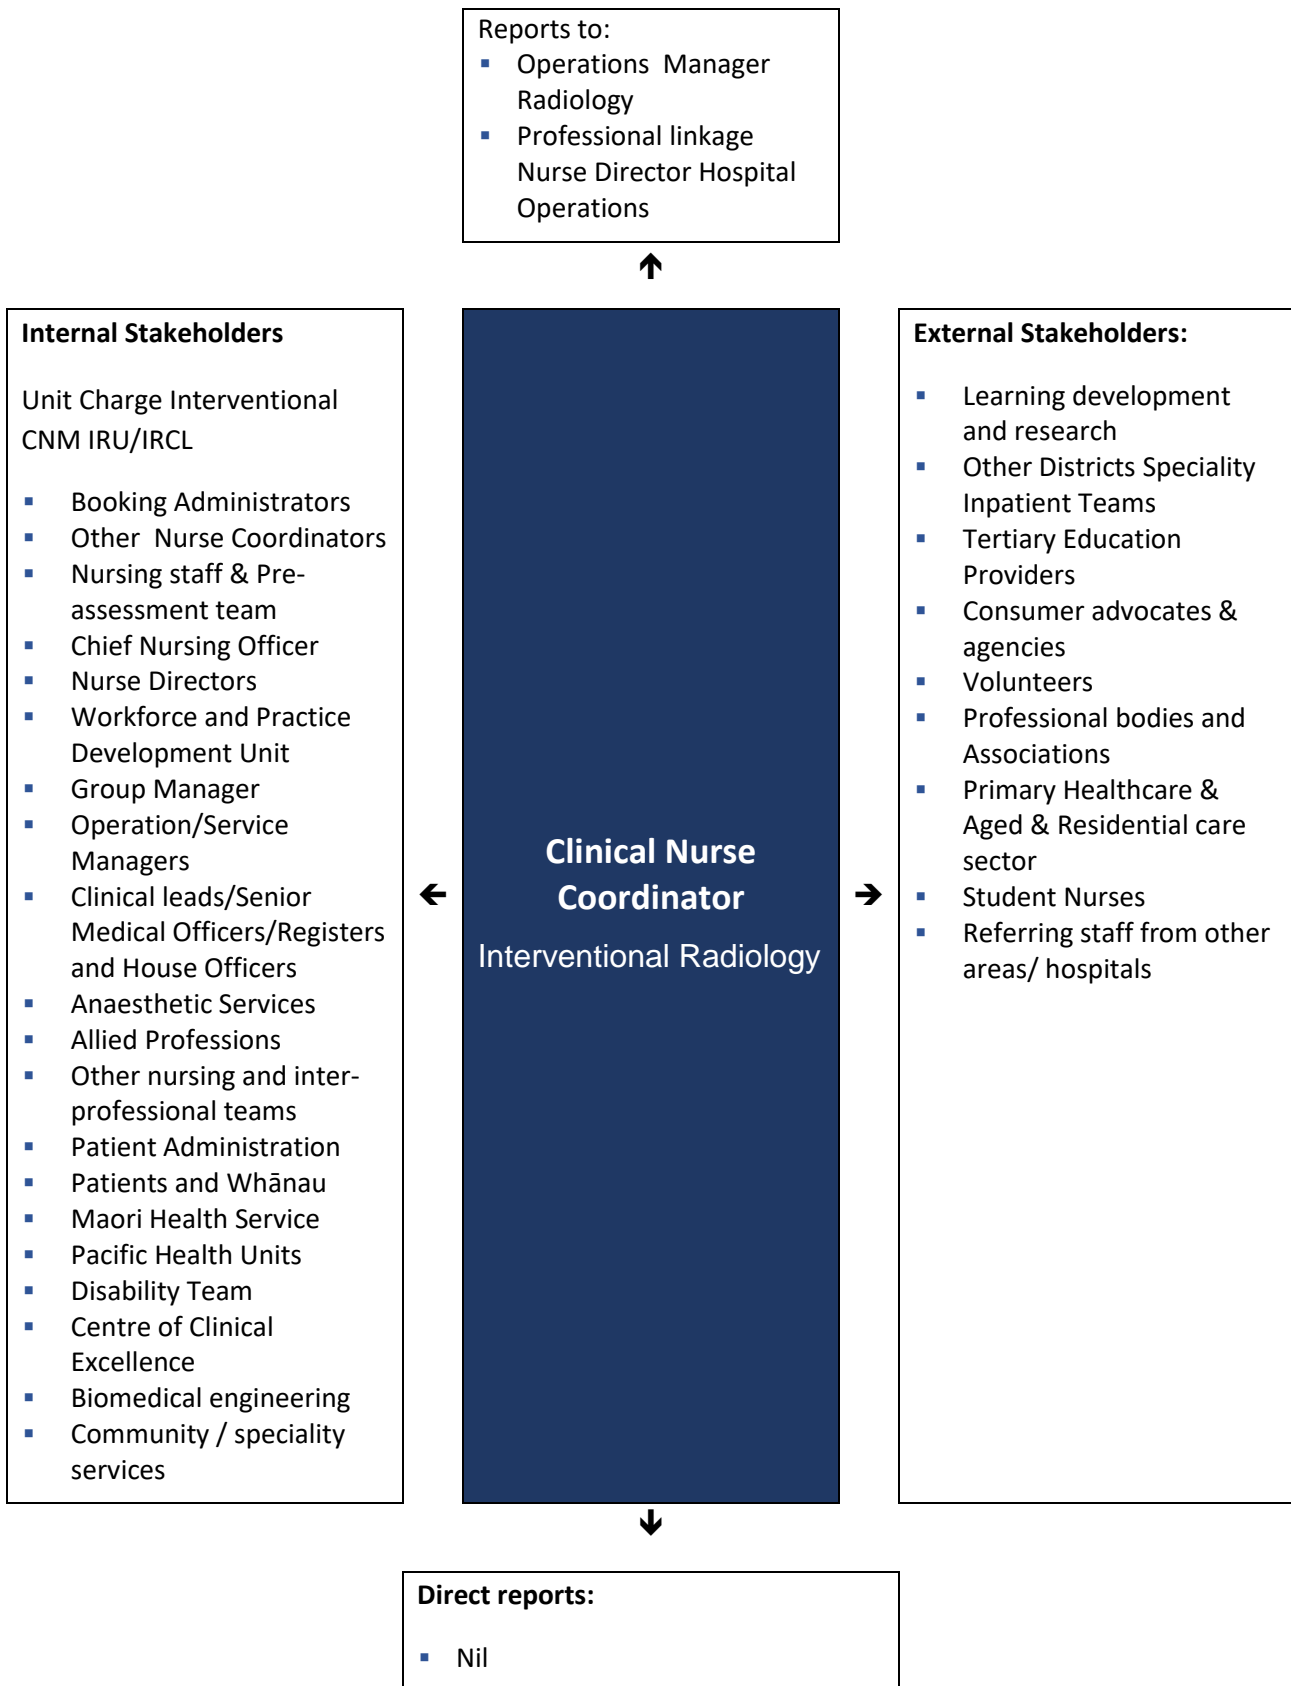 Reports to:
▪ Operations Manager
Radiology
▪ Professional linkage
Nurse Director Hospital
Operations
Internal Stakeholders
Unit Charge Interventional
CNM IRU/IRCL
▪ Booking Administrators
▪ Other Nurse Coordinators
▪ Nursing staff & Pre-
assessment team
▪ Chief Nursing Officer
▪ Nurse Directors
▪ Workforce and Practice
Development Unit
▪ Group Manager
▪ Operation/Service
Managers
▪ Clinical leads/Senior
Medical Officers/Registers
and House Officers
▪ Anaesthetic Services
▪ Allied Professions
▪ Other nursing and inter-
professional teams
▪ Patient Administration
▪ Patients and Whānau
▪ Maori Health Service
▪ Pacific Health Units
▪ Disability Team
▪ Centre of Clinical
Excellence
▪ Biomedical engineering
▪ Community / speciality
services
Clinical Nurse
Coordinator
Interventional Radiology
External Stakeholders:
▪ Learning development
and research
▪ Other Districts Speciality
Inpatient Teams
▪ Tertiary Education
Providers
▪ Consumer advocates &
agencies
▪ Volunteers
▪ Professional bodies and
Associations
▪ Primary Healthcare &
Aged & Residential care
sector
▪ Student Nurses
▪ Referring staff from other
areas/ hospitals
Direct reports:
▪ Nil